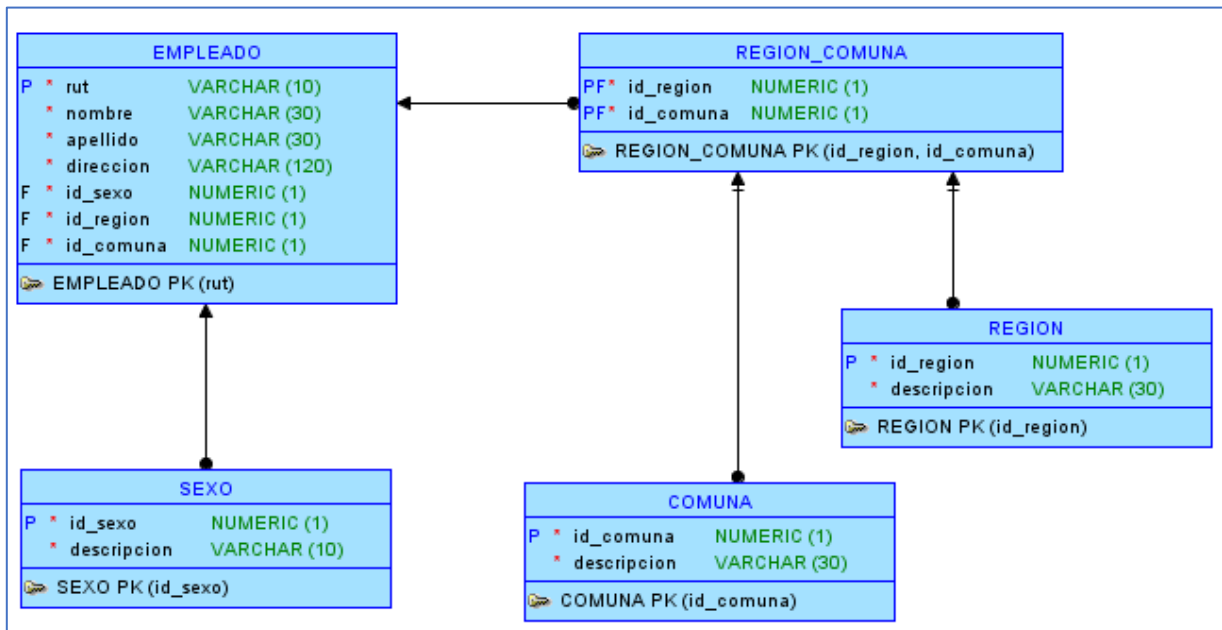 EMPLEADO
P * rut VARCHAR (10)
* nombre VARCHAR (30)
* apellido VARCHAR (30)
* direccion VARCHAR (120)
F * id_sexo NUMERIC (1)
F * id_region NUMERIC (1)
F * id_comuna NUMERIC (1)
EMPLEADO PK (rut)
REGION_COMUNA
PF* id_region NUMERIC (1)
PF* id_comuna NUMERIC (1)
REGION_COMUNA PK (id_region, id_comuna)
REGION
P * id_region NUMERIC (1)
* descripcion VARCHAR (30)
REGION PK (id_region)
SEXO
P * id_sexo NUMERIC (1)
* descripcion VARCHAR (10)
SEXO PK (id_sexo)
COMUNA
P * id_comuna NUMERIC (1)
* descripcion VARCHAR (30)
COMUNA PK (id_comuna)